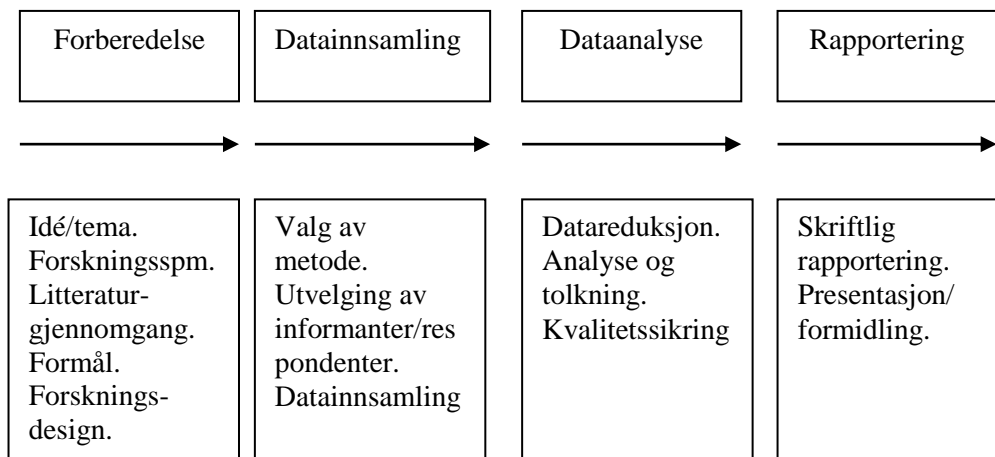 Forberedelse
Datainnsamling
Dataanalyse
Rapportering
Idé/tema.
Forskningsspm.
Litteratur-
gjennomgang.
Formål.
Forsknings-
design.
Valg av
metode.
Utvelging av
informanter/res
pondenter.
Datainnsamling
Datareduksjon.
Analyse og
tolkning.
Kvalitetssikring
Skriftlig
rapportering.
Presentasjon/
formidling.